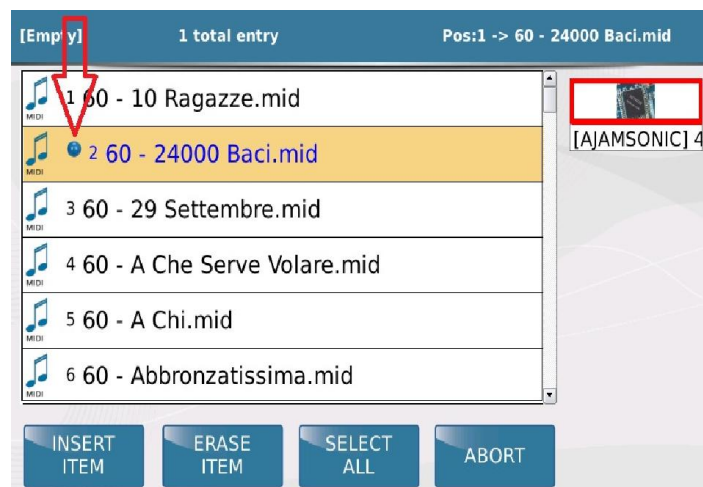 [Empty] 1 total entry Pos:1 -> 60 - 24000 Baci.mid
1 60 - 10 Ragazze.mid
MIDI
[AJAMSONIC] 4
2 60 - 24000 Baci.mid
MIDI
3 60 - 29 Settembre.mid
MIDI
4 60 - A Che Serve Volare.mid
MIDI
5 60 - A Chi.mid
MIDI
6 60 - Abbronzatissima.mid
MIDI
INSERT ITEM
ERASE ITEM
SELECT ALL
ABORT